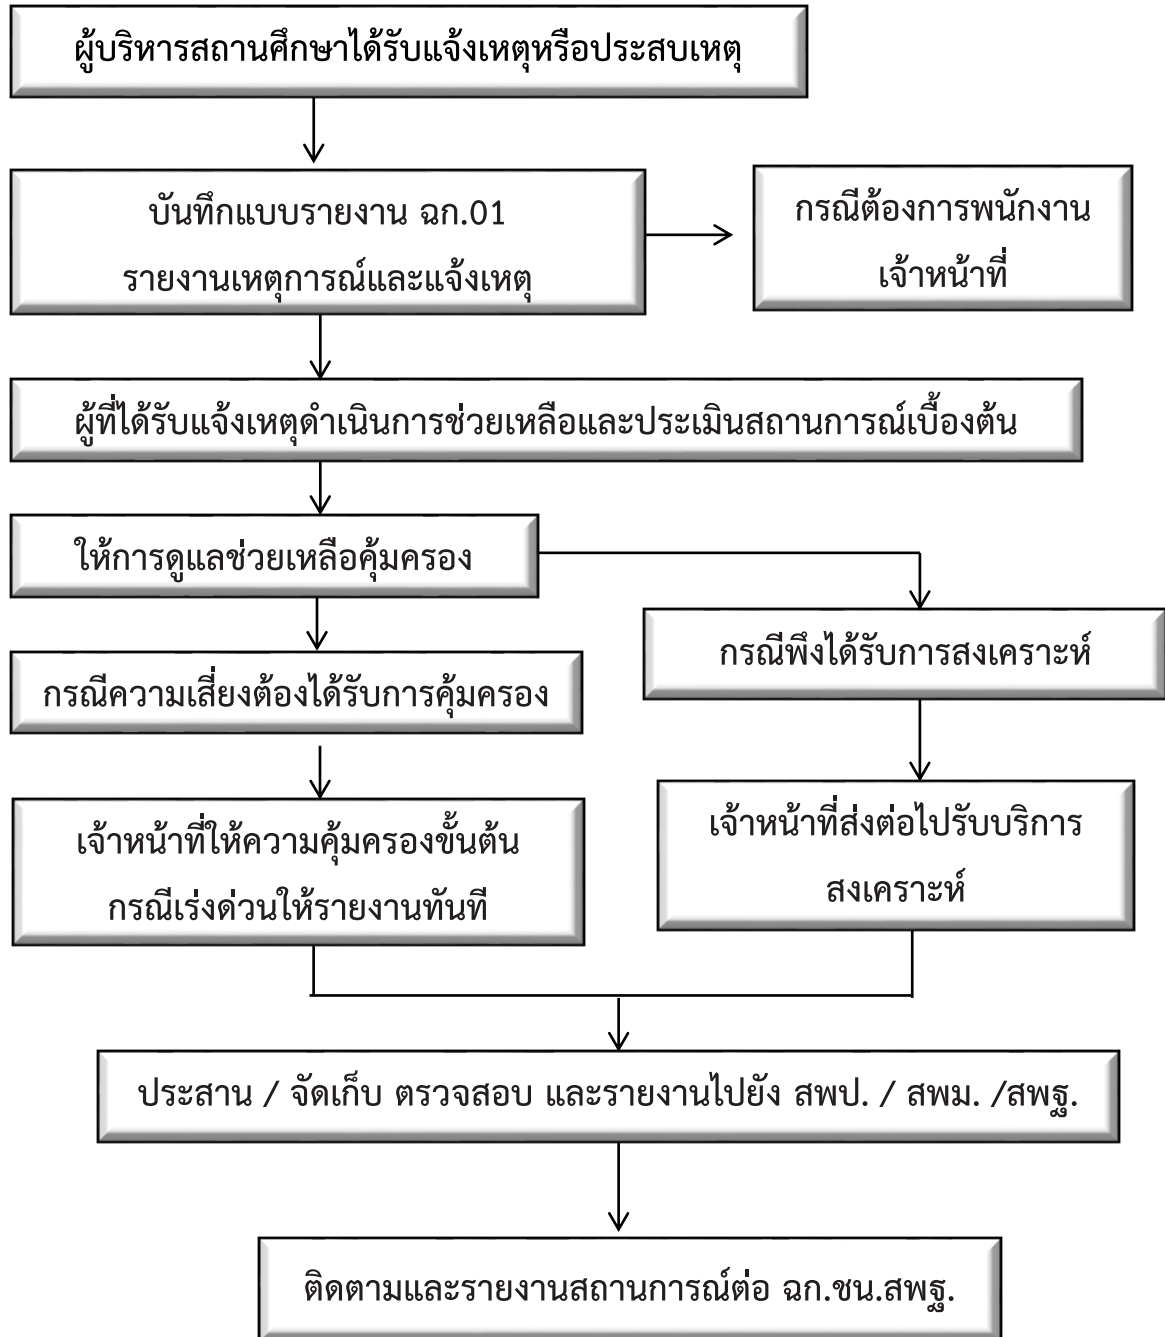 ผู้บริหารสถานศึกษาได้รับแจ้งเหตุหรือประสบเหตุ
บันทึกแบบรายงาน ฉก.01
รายงานเหตุการณ์และแจ้งเหตุ
กรณีต้องการพนักงาน
เจ้าหน้าที่
ผู้ที่ได้รับแจ้งเหตุดำเนินการช่วยเหลือและประเมินสถานการณ์เบื้องต้น
ให้การดูแลช่วยเหลือคุ้มครอง
กรณีพึงได้รับการสงเคราะห์
กรณีความเสี่ยงต้องได้รับการคุ้มครอง
เจ้าหน้าที่ให้ความคุ้มครองขั้นต้น
กรณีเร่งด่วนให้รายงานทันที
เจ้าหน้าที่ส่งต่อไปรับบริการ
สงเคราะห์
ประสาน / จัดเก็บ ตรวจสอบ และรายงานไปยัง สพป. / สพม. /สพฐ.
ติดตามและรายงานสถานการณ์ต่อ ฉก.ชน.สพฐ.